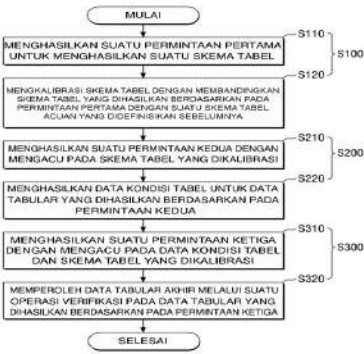 MULAI
S110
MENGHASILKAN SUATU PERMINTAAN PERTAMA
UNTUK MENGHASILKAN SUATU SKEMA TABEL
S100
S120
MENGKALIBRASI SKEMA TABEL DENGAN MEMBANDINGKAN
SKEMA TABEL YANG DIHASILKAN BERDASARKAN PADA
PERMINTAAN PERTAMA DENGAN SUATU SKEMA TABEL
ACUAN YANG DIDEFINISIKAN SEBELUMNYA
S210
MENGHASILKAN SUATU PERMINTAAN KEDUA DENGAN
MENGACU PADA SKEMA TABEL YANG DIKALIBRASI
S200
S220
MENGHASILKAN DATA KONDISI TABEL UNTUK DATA
TABULAR YANG DIHASILKAN BERDASARKAN PADA
PERMINTAAN KEDUA
S310
MENGHASILKAN SUATU PERMINTAAN KETIGA
DENGAN MENGACU PADA DATA KONDISI TABEL
DAN SKEMA TABEL YANG DIKALIBRASI
S300
S320
MEMPEROLEH DATA TABULAR AKHIR MELALUI SUATU
OPERASI VERIFIKASI PADA DATA TABULAR YANG
DIHASILKAN BERDASARKAN PADA PERMINTAAN KETIGA
SELESAI